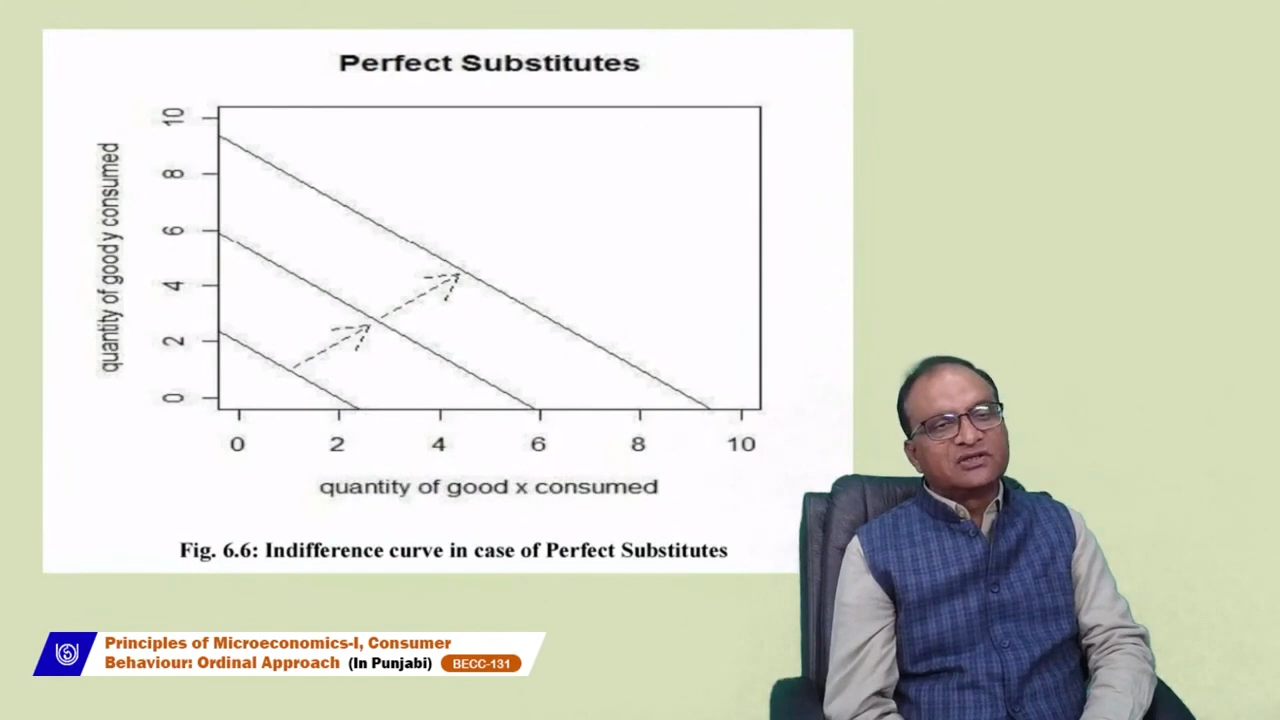 Perfect Substitutes
quantity of good y consumed
10
8
6
4
2
0
0 2 4 6 8 10
quantity of good x consumed
Fig. 6.6: Indifference curve in case of Perfect Substitutes
Principles of Microeconomics-I, Consumer
Behaviour: Ordinal Approach (In Punjabi) BECC-131